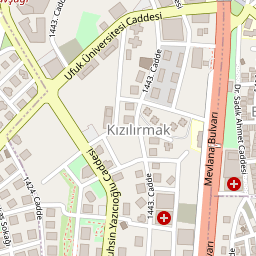 1443. Cadde
Ufuk Üniversitesi Caddesi
1443. Cadde
Kızılırmak
Mevlana Bulvarı
Dr. Sadık Ahmet Caddesi
1424. Cadde
Muhsin Yazıcıoğlu Caddesi
1443. Cadde
Sokağı